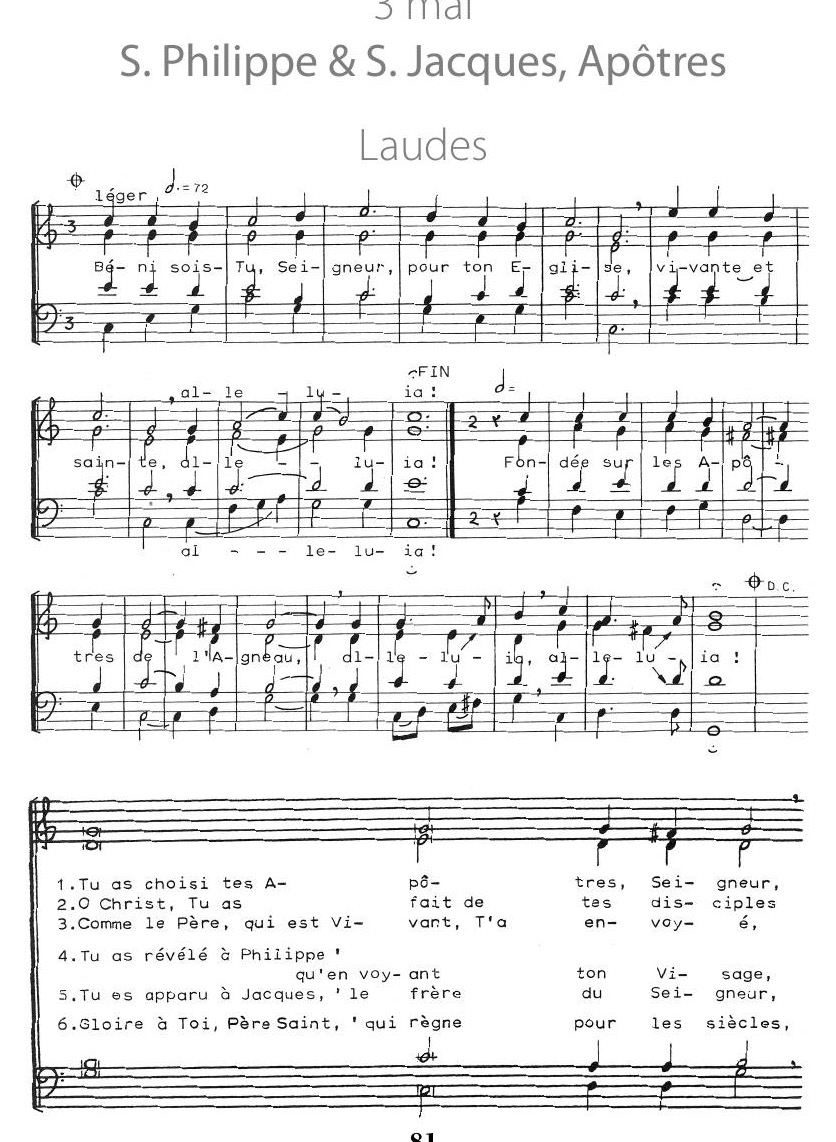 3 mai
S. Philippe & S. Jacques, Apôtres
Laudes
léger = 72
3
Bé- ni sois- Tu, Sei- gneur, pour ton E- gli- se, vi-vante et
3
FIN
al- le - lu - ia !
2
sain- te, al- le - - lu- ia! Fon- dée sur les A- pô -
2
al - - - le- lu- ia!
D.C.
tres de l'A- gneau, al- le - lu - ia, al- le- lu - ia !
1.Tu as choisi tes A- pô- tres, Sei- gneur,
2.O Christ, Tu as fait de tes dis- ciples
3.Comme le Père, qui est Vi- vant, T'a en- voy- é,
4.Tu as révélé à Philippe '
qu'en voy- ant ton Vi- sage,
5.Tu es apparu à Jacques, ' le frère du Sei- gneur,
6.Gloire à Toi, Père Saint, ' qui règne pour les siècles,
81